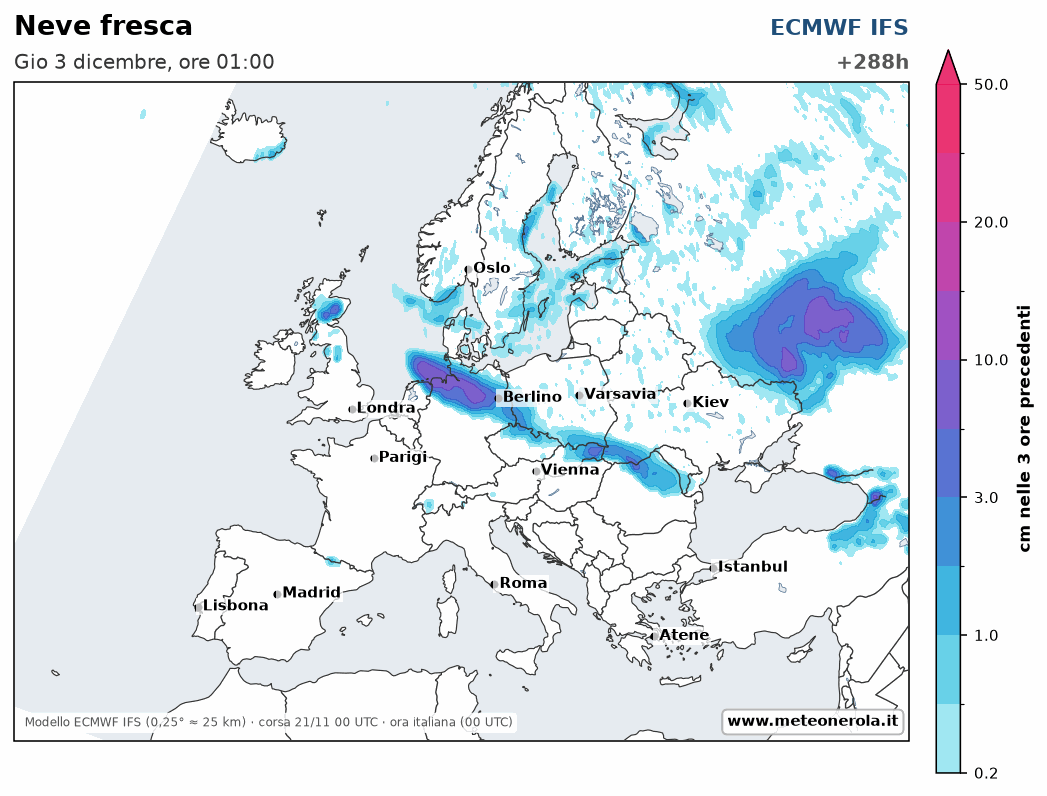 Neve fresca
ECMWF IFS
Gio 3 dicembre, ore 01:00
+288h
50.0
20.0
10.0
3.0
1.0
0.2
cm nelle 3 ore precedenti
Oslo
Berlino
Varsavia
Kiev
Londra
Parigi
Vienna
Istanbul
Roma
Madrid
Lisbona
Atene
Modello ECMWF IFS (0,25° ≈ 25 km) · corsa 21/11 00 UTC · ora italiana (00 UTC)
www.meteonerola.it